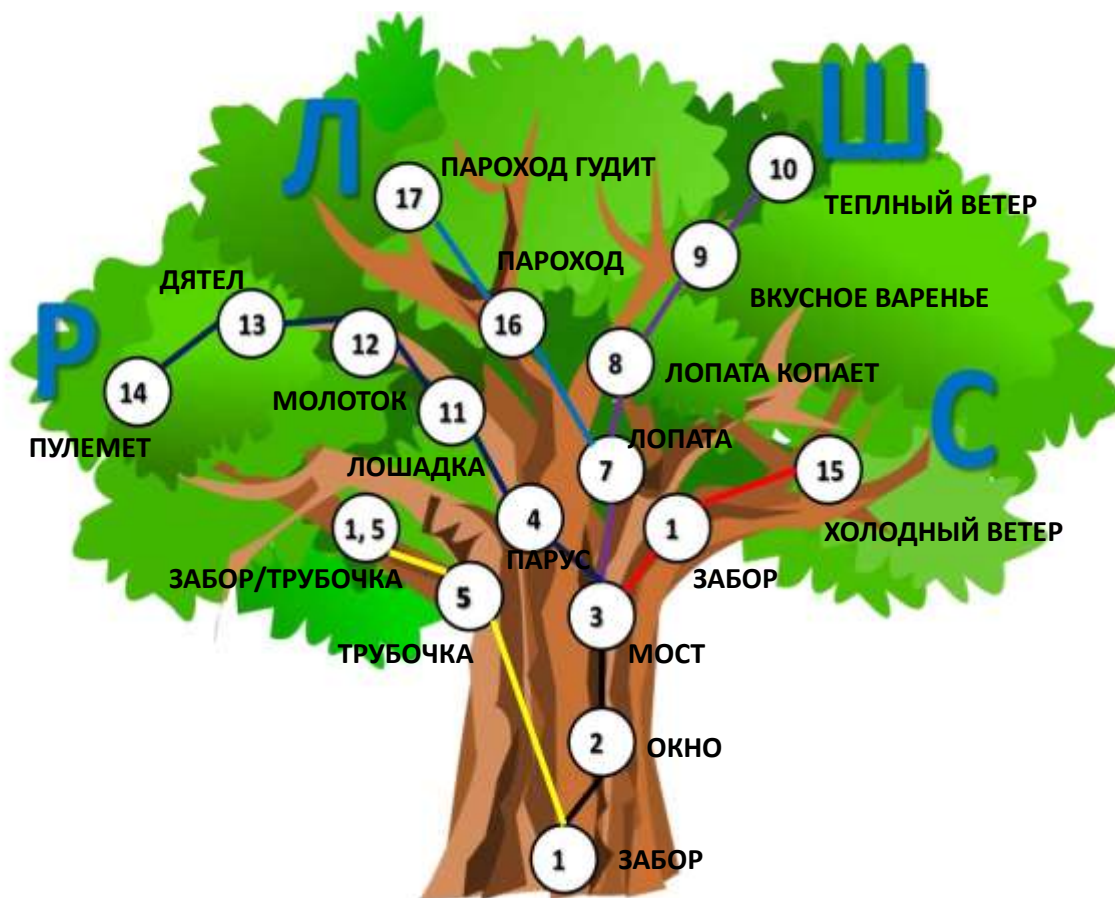 Л
Ш
ПАРОХОД ГУДИТ
10
17
ТЕПЛНЫЙ ВЕТЕР
ПАРОХОД
9
ДЯТЕЛ
ВКУСНОЕ ВАРЕНЬЕ
Р
13
16
12
8
ЛОПАТА КОПАЕТ
14
МОЛОТОК
11
С
ПУЛЕМЕТ
ЛОШАДКА
ЛОПАТА
7
15
4
1, 5
1
ХОЛОДНЫЙ ВЕТЕР
ПАРУС
ЗАБОР/ТРУБОЧКА
ЗАБОР
5
3
ТРУБОЧКА
МОСТ
2
ОКНО
1
ЗАБОР